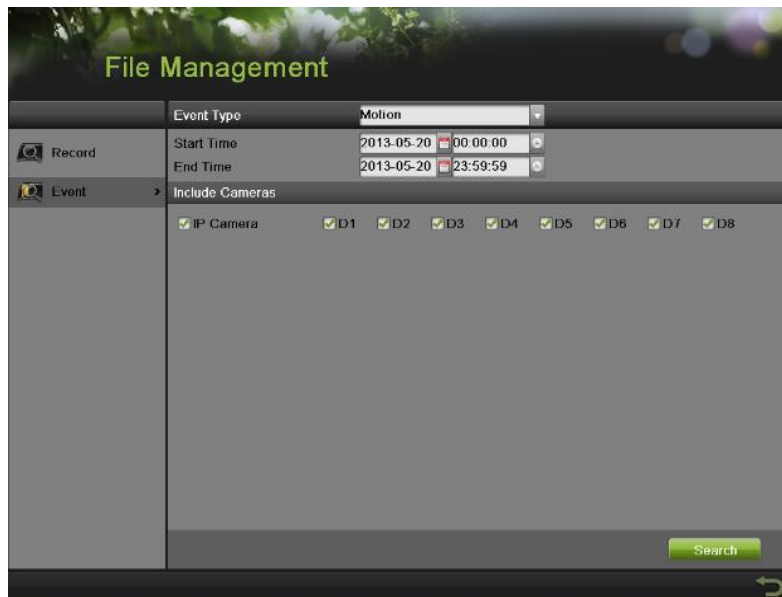 File Management
Event Type Motion
Record
Start Time 2013-05-20 00:00:00
End Time 2013-05-20 23:59:59
Event
Include Cameras
IP Camera D1 D2 D3 D4 D5 D6 D7 D8
Search